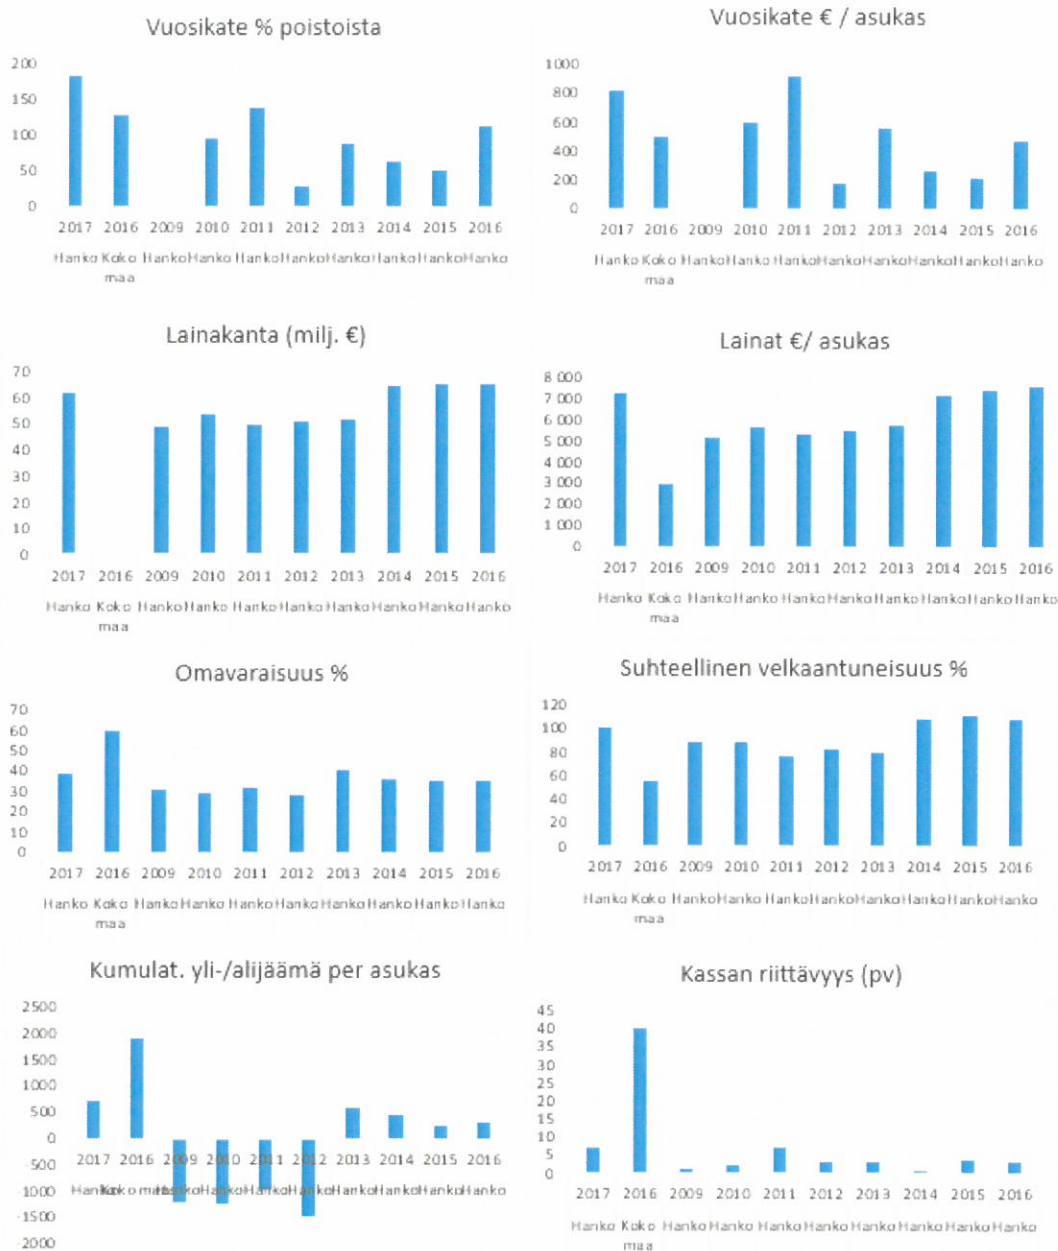 Vuosikate % poistoista
200
150
100
50
0
2017 2016 2009 2010 2011 2012 2013 2014 2015 2016
Hanko Koko Hanko Hanko Hanko Hanko Hanko Hanko Hanko Hanko
maa
Vuosikate € / asukas
1000
800
600
400
200
0
2017 2016 2009 2010 2011 2012 2013 2014 2015 2016
Hanko Koko Hanko Hanko Hanko Hanko Hanko Hanko Hanko Hanko
maa
Lainakanta (milj. €)
70
60
50
40
30
20
10
0
2017 2016 2009 2010 2011 2012 2013 2014 2015 2016
Hanko Koko Hanko Hanko Hanko Hanko Hanko Hanko Hanko Hanko
maa
Lainat €/ asukas
8 000
7 000
6 000
5 000
4 000
3 000
2 000
1 000
0
2017 2016 2009 2010 2011 2012 2013 2014 2015 2016
Hanko Koko Hanko Hanko Hanko Hanko Hanko Hanko Hanko Hanko
maa
Omavaraisuus %
70
60
50
40
30
20
10
0
2017 2016 2009 2010 2011 2012 2013 2014 2015 2016
Hanko Koko Hanko Hanko Hanko Hanko Hanko Hanko Hanko Hanko
maa
Suhteellinen velkaantuneisuus %
120
100
80
60
40
20
0
2017 2016 2009 2010 2011 2012 2013 2014 2015 2016
Hanko Koko Hanko Hanko Hanko Hanko Hanko Hanko Hanko Hanko
maa
Kumulat. yli-/alijäämä per asukas
2500
2000
1500
1000
500
0
-500
-1000
-1500
-2000
2017 2016 2009 2010 2011 2012 2013 2014 2015 2016
Hanko Koko maa Hanko Hanko Hanko Hanko Hanko Hanko Hanko Hanko
Kassan riittävyys (pv)
45
40
35
30
25
20
15
10
5
0
2017 2016 2009 2010 2011 2012 2013 2014 2015 2016
Hanko Koko Hanko Hanko Hanko Hanko Hanko Hanko Hanko Hanko
maa